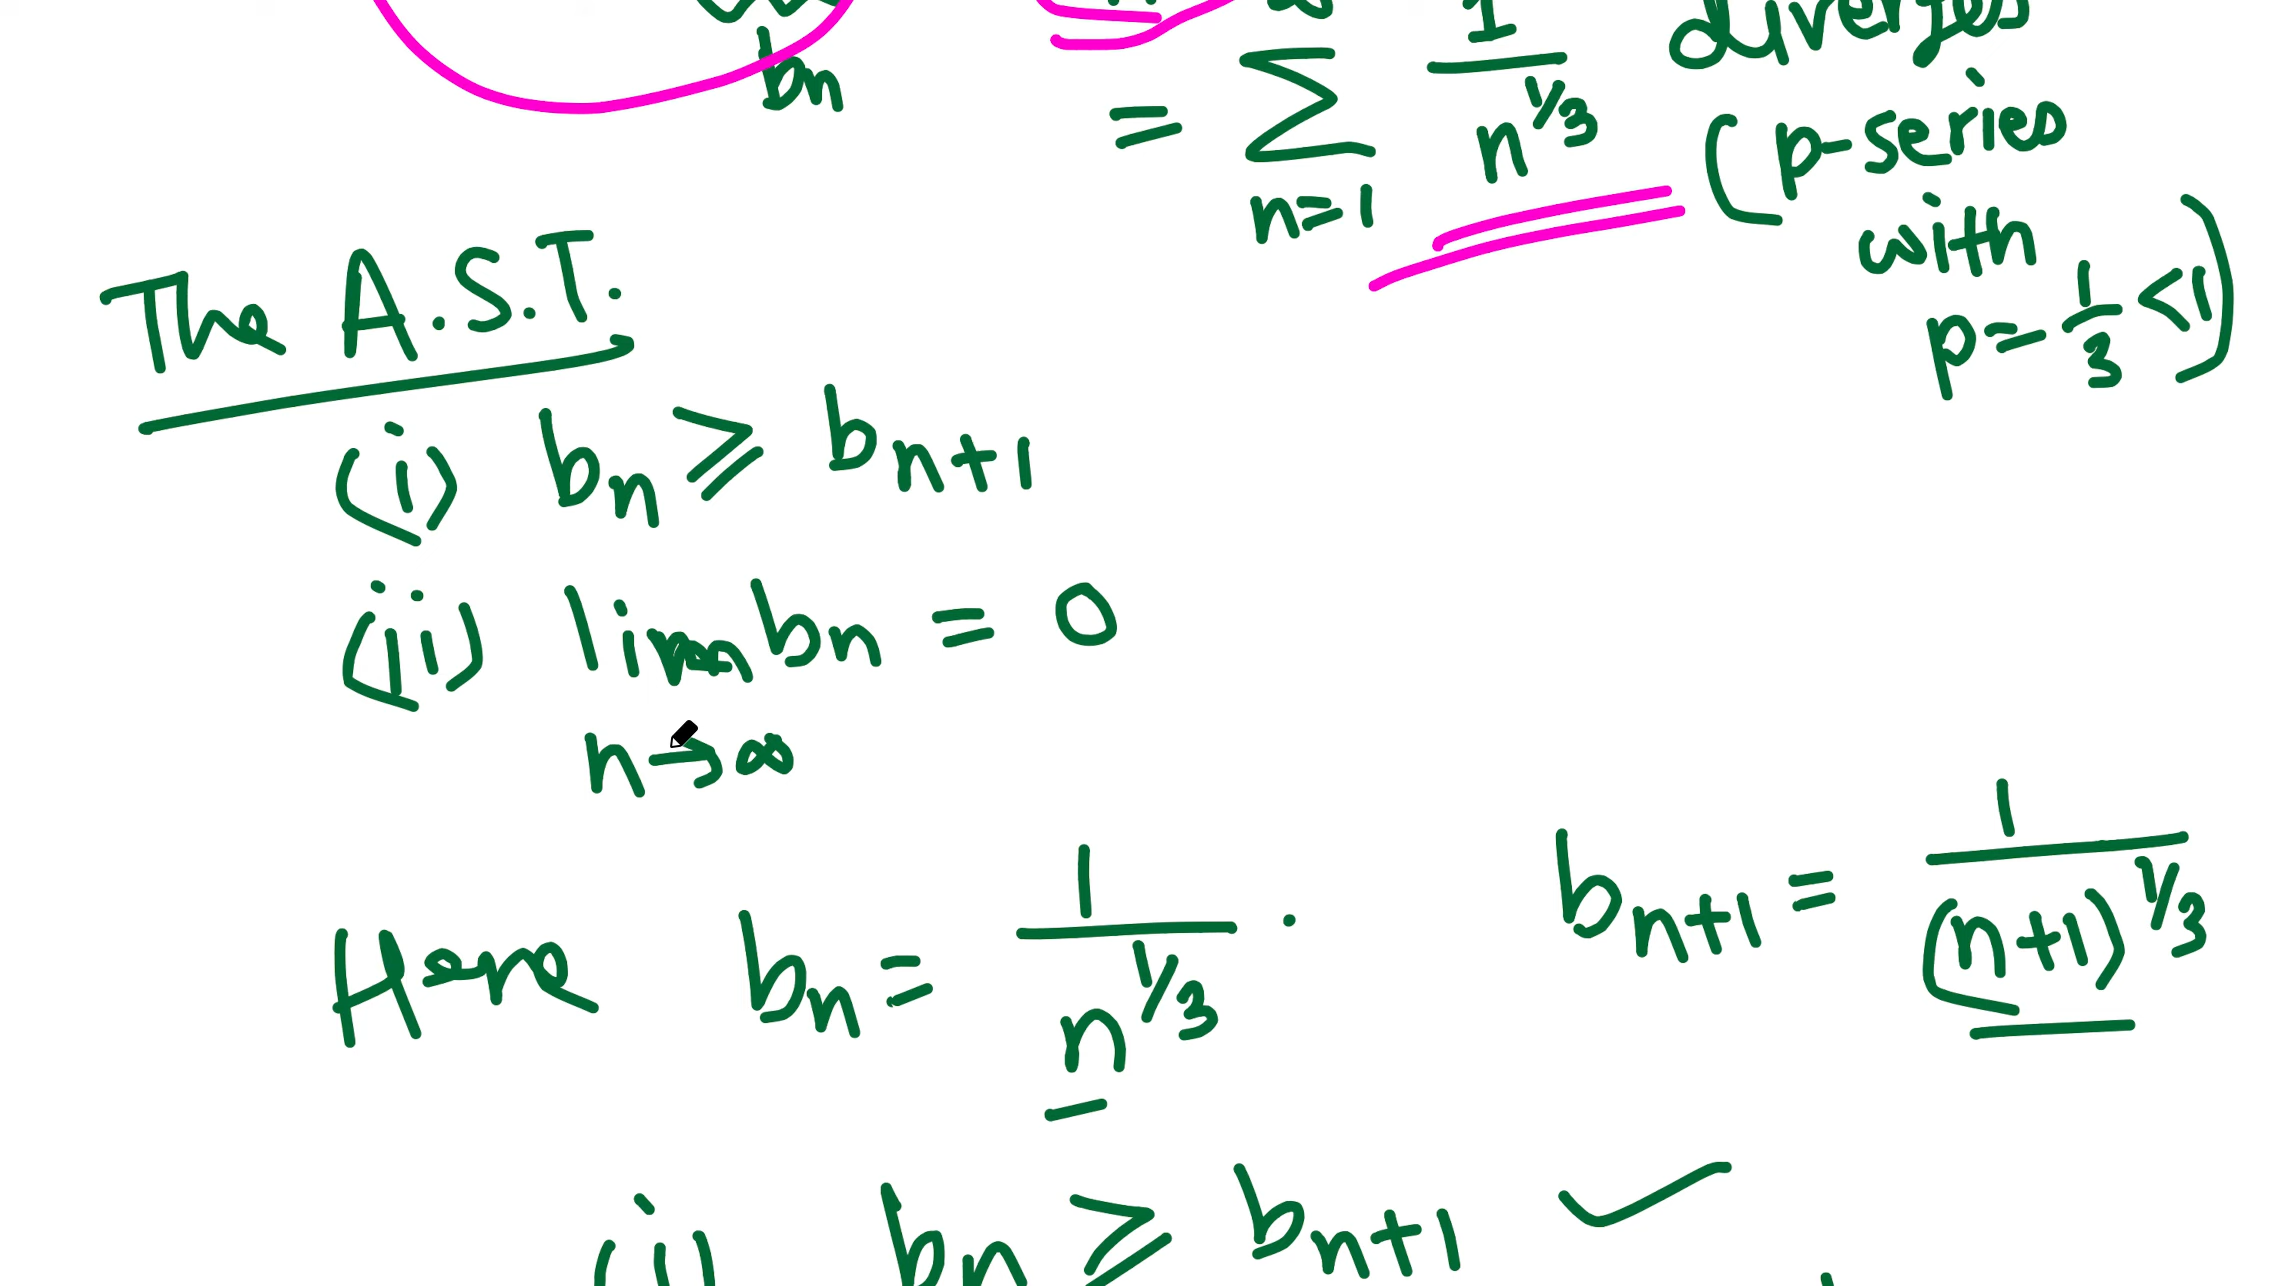 bn
= Σ n=1 1/n^1/3 diverges
(p-series
with
p = 1/3 < 1)
The A.S.T.
(i) bn ≥ bn+1
(ii) lim bn = 0
n→∞
Here bn = 1/n^1/3 . bn+1 = 1/(n+1)^1/3
(i) bn ≥ bn+1 ✓